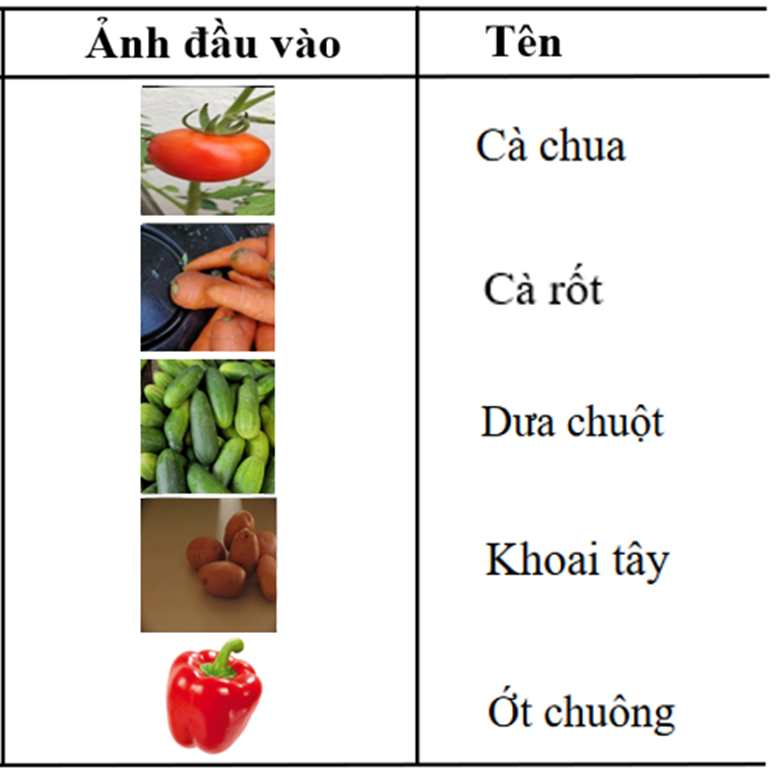 Ảnh đầu vào
Tên
Cà chua
Cà rốt
Dưa chuột
Khoai tây
Ớt chuông